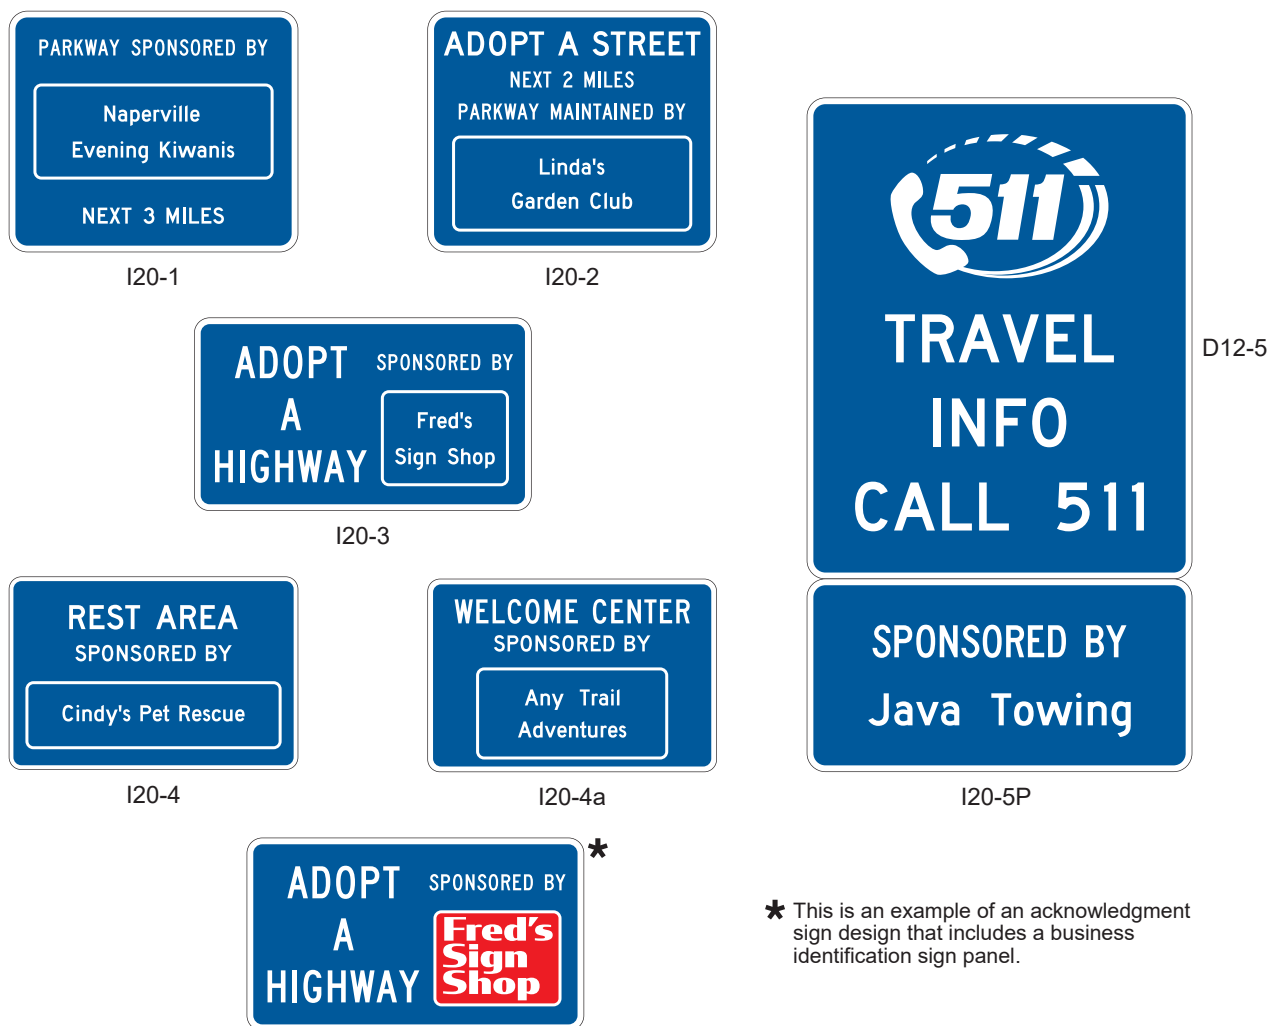 PARKWAY SPONSORED BY
Naperville
Evening Kiwanis
NEXT 3 MILES
I20-1
ADOPT A STREET
NEXT 2 MILES
PARKWAY MAINTAINED BY
Linda's
Garden Club
I20-2
ADOPT
A
HIGHWAY
SPONSORED BY
Fred's
Sign Shop
I20-3
511
TRAVEL
INFO
CALL 511
D12-5
REST AREA
SPONSORED BY
Cindy's Pet Rescue
I20-4
WELCOME CENTER
SPONSORED BY
Any Trail
Adventures
I20-4a
SPONSORED BY
Java Towing
I20-5P
ADOPT
A
HIGHWAY
SPONSORED BY
Fred's
Sign
Shop
*
* This is an example of an acknowledgment
sign design that includes a business
identification sign panel.